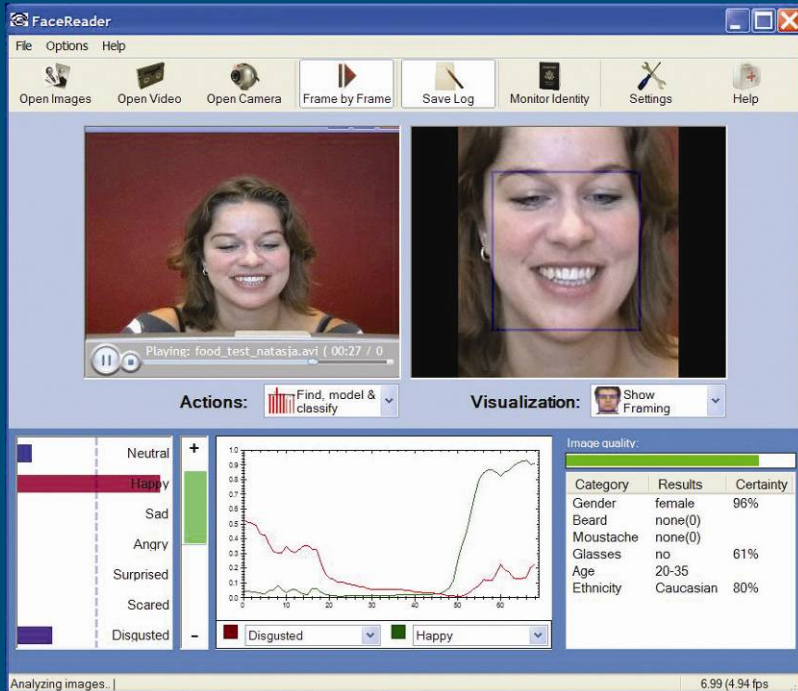 FaceReader
File Options Help
Open Images Open Video Open Camera Frame by Frame Save Log Monitor Identity Settings Help
Playing: food_test_natasja.avi ( 00:27 / 0
Actions: Find, model &
classify
Visualization: Show
Framing
Neutral
Happy
Sad
Angry
Surprised
Scared
Disgusted
+
-
1.0
0.9
0.8
0.7
0.6
0.5
0.4
0.3
0.2
0.1
0.0
0 10 20 30 40 50 60
Disgusted Happy
Image quality:
Category Results Certainty
Gender female 96%
Beard none(0)
Moustache none(0)
Glasses no 61%
Age 20-35
Ethnicity Caucasian 80%
Analyzing images.. | 6.99 (4.94 fps